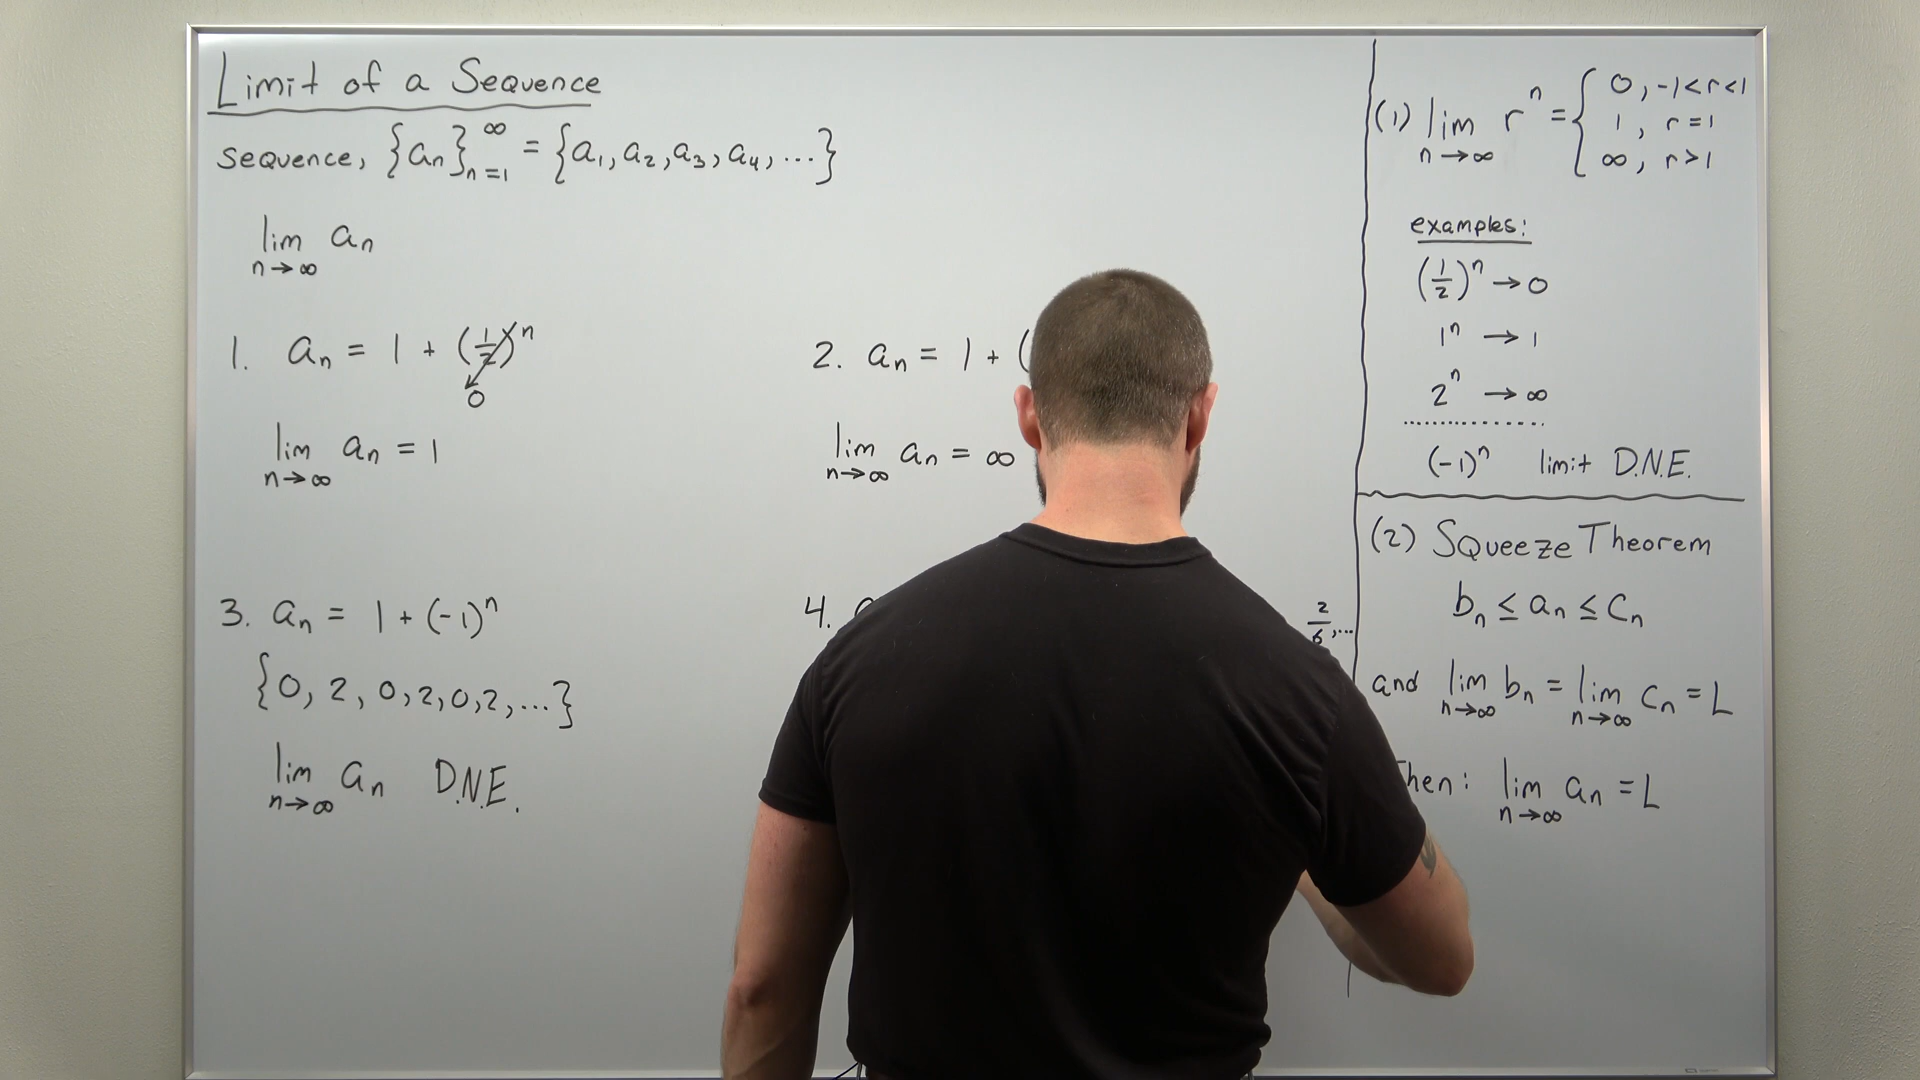 Limit of a Sequence
sequence, {aₙ}ₙ₌₁^∞ = {a₁, a₂, a₃, a₄, ...}
lim aₙ
n→∞
1. aₙ = 1 + (1/2)ⁿ
0
lim aₙ = 1
n→∞
2. aₙ = 1 + (
lim aₙ = ∞
n→∞
3. aₙ = 1 + (-1)ⁿ
{0, 2, 0, 2, 0, 2, ...}
lim aₙ D.N.E.
n→∞
4.
2/6, ...
(1) lim rⁿ = { 0, -1<r<1
n→∞
1, r=1
∞, r>1
examples:
(1/2)ⁿ → 0
1ⁿ → 1
2ⁿ → ∞
(-1)ⁿ limit D.N.E.
(2) Squeeze Theorem
bₙ ≤ aₙ ≤ cₙ
and lim bₙ = lim cₙ = L
n→∞ n→∞
Then: lim aₙ = L
n→∞